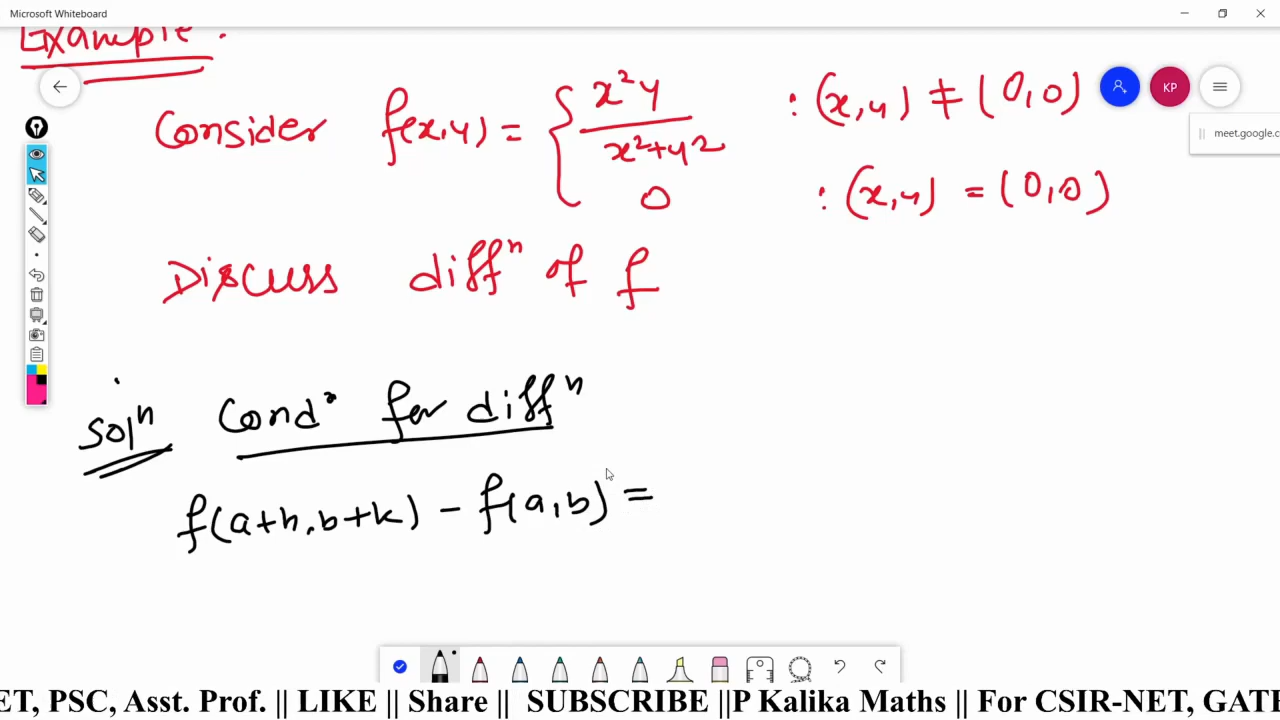 Microsoft Whiteboard
Example :
Consider f(x,y) = { x²y / x²+y² : (x,y) ≠ (0,0)
0 : (x,y) = (0,0)
KP
meet.google.c
Discuss diffⁿ of f
Solⁿ Condⁿ for diffⁿ
f(a+h, b+k) - f(a,b) =
ET, PSC, Asst. Prof. || LIKE || Share || SUBSCRIBE ||P Kalika Maths || For CSIR-NET, GATE